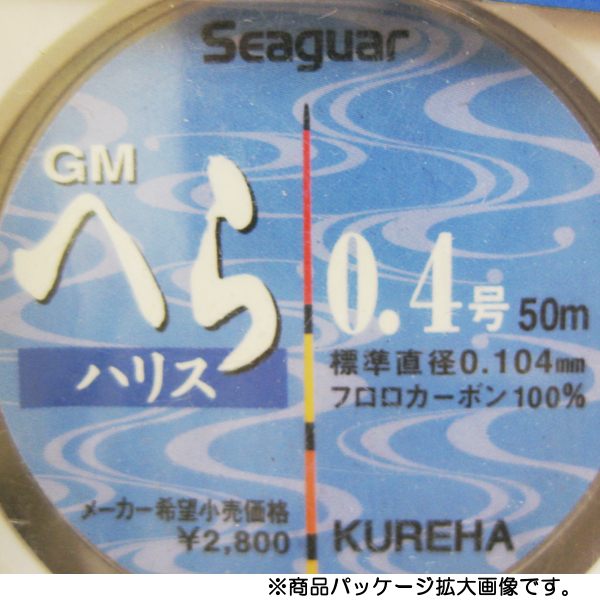 Seaguar
GM
へら
ハリス
0.4号 50m
標準直径0.104mm
フロロカーボン100%
メーカー希望小売価格
¥2,800
KUREHA
※商品パッケージ拡大画像です。